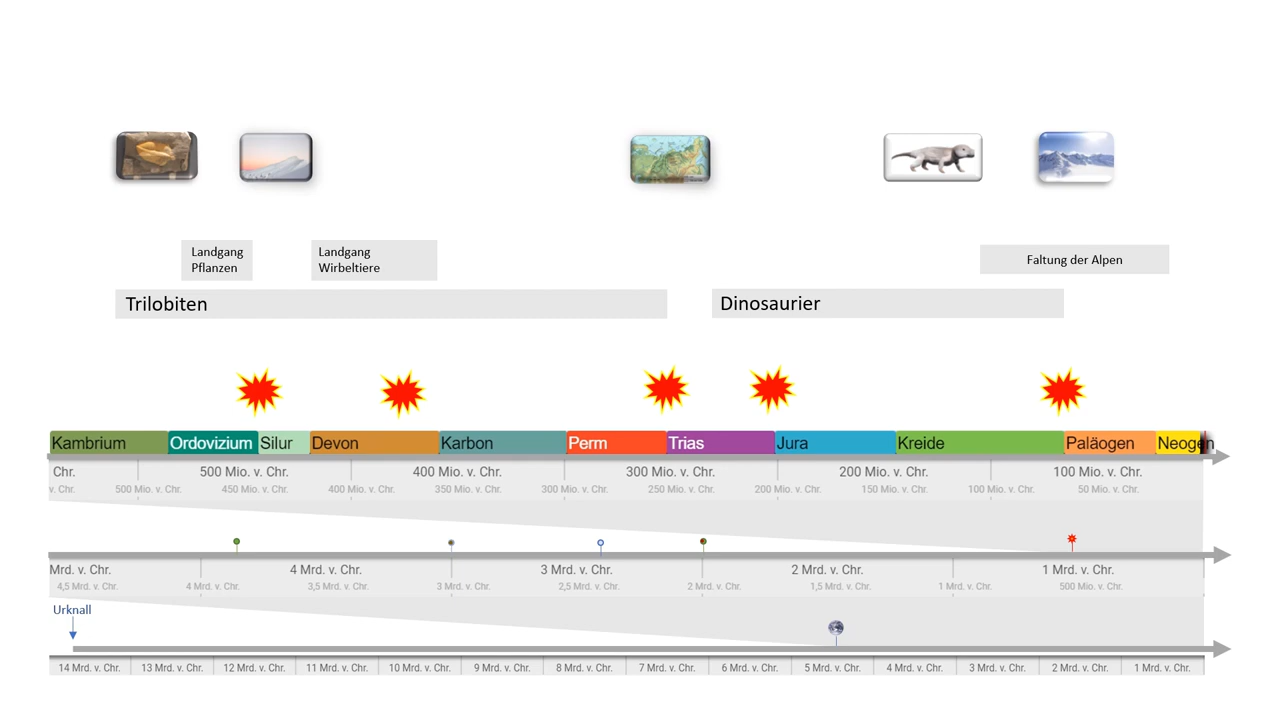 Landgang
Pflanzen
Landgang
Wirbeltiere
Faltung der Alpen
Trilobiten
Dinosaurier
Kambrium Ordovizium Silur Devon Karbon Perm Trias Jura Kreide Paläogen Neogen
Chr. 500 Mio. v. Chr. 400 Mio. v. Chr. 300 Mio. v. Chr. 200 Mio. v. Chr. 100 Mio. v. Chr.
v. Chr. 500 Mio. v. Chr. 450 Mio. v. Chr. 400 Mio. v. Chr. 350 Mio. v. Chr. 300 Mio. v. Chr. 250 Mio. v. Chr. 200 Mio. v. Chr. 150 Mio. v. Chr. 100 Mio. v. Chr. 50 Mio. v. Chr.
Mrd. v. Chr. 4 Mrd. v. Chr. 3 Mrd. v. Chr. 2 Mrd. v. Chr. 1 Mrd. v. Chr.
4,5 Mrd. v. Chr. 4 Mrd. v. Chr. 3,5 Mrd. v. Chr. 3 Mrd. v. Chr. 2,5 Mrd. v. Chr. 2 Mrd. v. Chr. 1,5 Mrd. v. Chr. 1 Mrd. v. Chr. 500 Mio. v. Chr.
Urknall
14 Mrd. v. Chr. 13 Mrd. v. Chr. 12 Mrd. v. Chr. 11 Mrd. v. Chr. 10 Mrd. v. Chr. 9 Mrd. v. Chr. 8 Mrd. v. Chr. 7 Mrd. v. Chr. 6 Mrd. v. Chr. 5 Mrd. v. Chr. 4 Mrd. v. Chr. 3 Mrd. v. Chr. 2 Mrd. v. Chr. 1 Mrd. v. Chr.